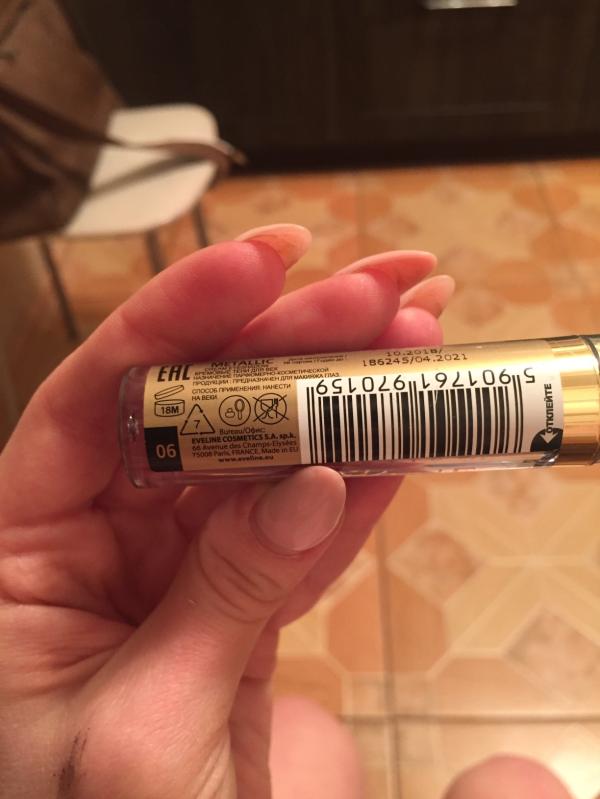 METALLIC
КРЕМОВЫЕ ТЕНИ ДЛЯ ВЕК
НАЗНАЧЕНИЕ ПАРФЮМЕРНО-КОСМЕТИЧЕСКОЙ
ПРОДУКЦИИ: ПРЕДНАЗНАЧЕН ДЛЯ МАКИЯЖА ГЛАЗ.
СПОСОБ ПРИМЕНЕНИЯ: НАНЕСТИ
НА ВЕКИ
EAC
18M
7
06
Bureau/Офис:
EVELINE COSMETICS S.A. sp.k.
66 Avenue des Champs-Elysées
75008 Paris, FRANCE, Made in EU
www.eveline.eu
10.2018/
186245/04.2021
5 901761 970159
ОТКЛЕЙТЕ